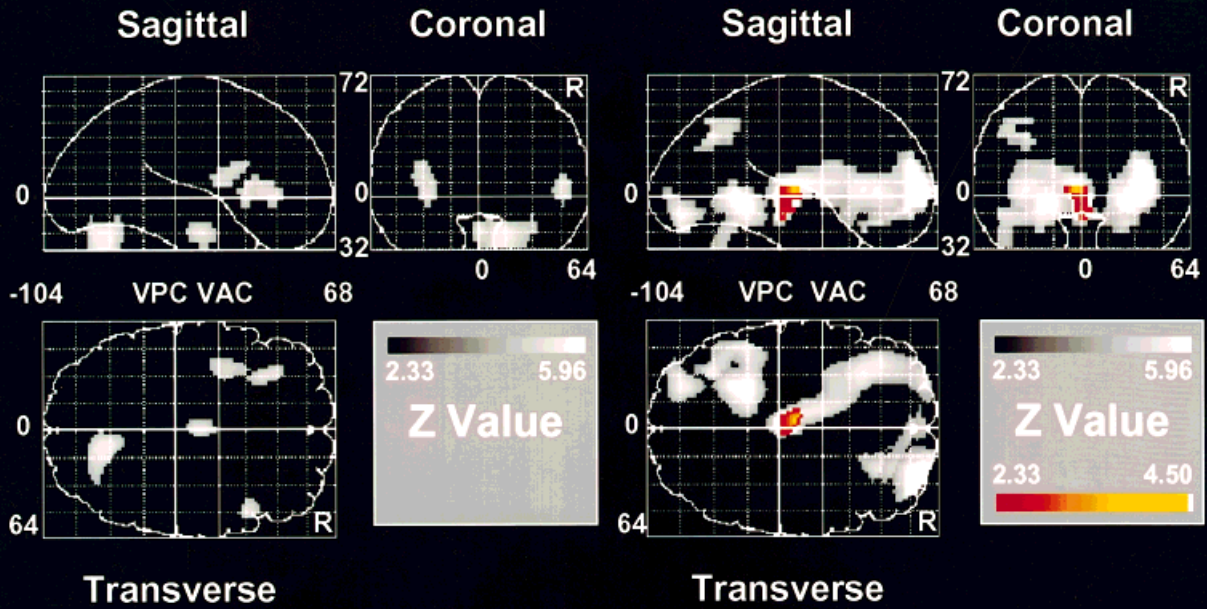 Sagittal Coronal Sagittal Coronal
72 R 72 R
0 0 0 0
32 32
0 64 0 64
-104 VPC VAC 68 -104 VPC VAC 68
2.33 5.96 2.33 5.96
0 Z Value 0 Z Value
2.33 4.50
64 R 64 R
Transverse Transverse